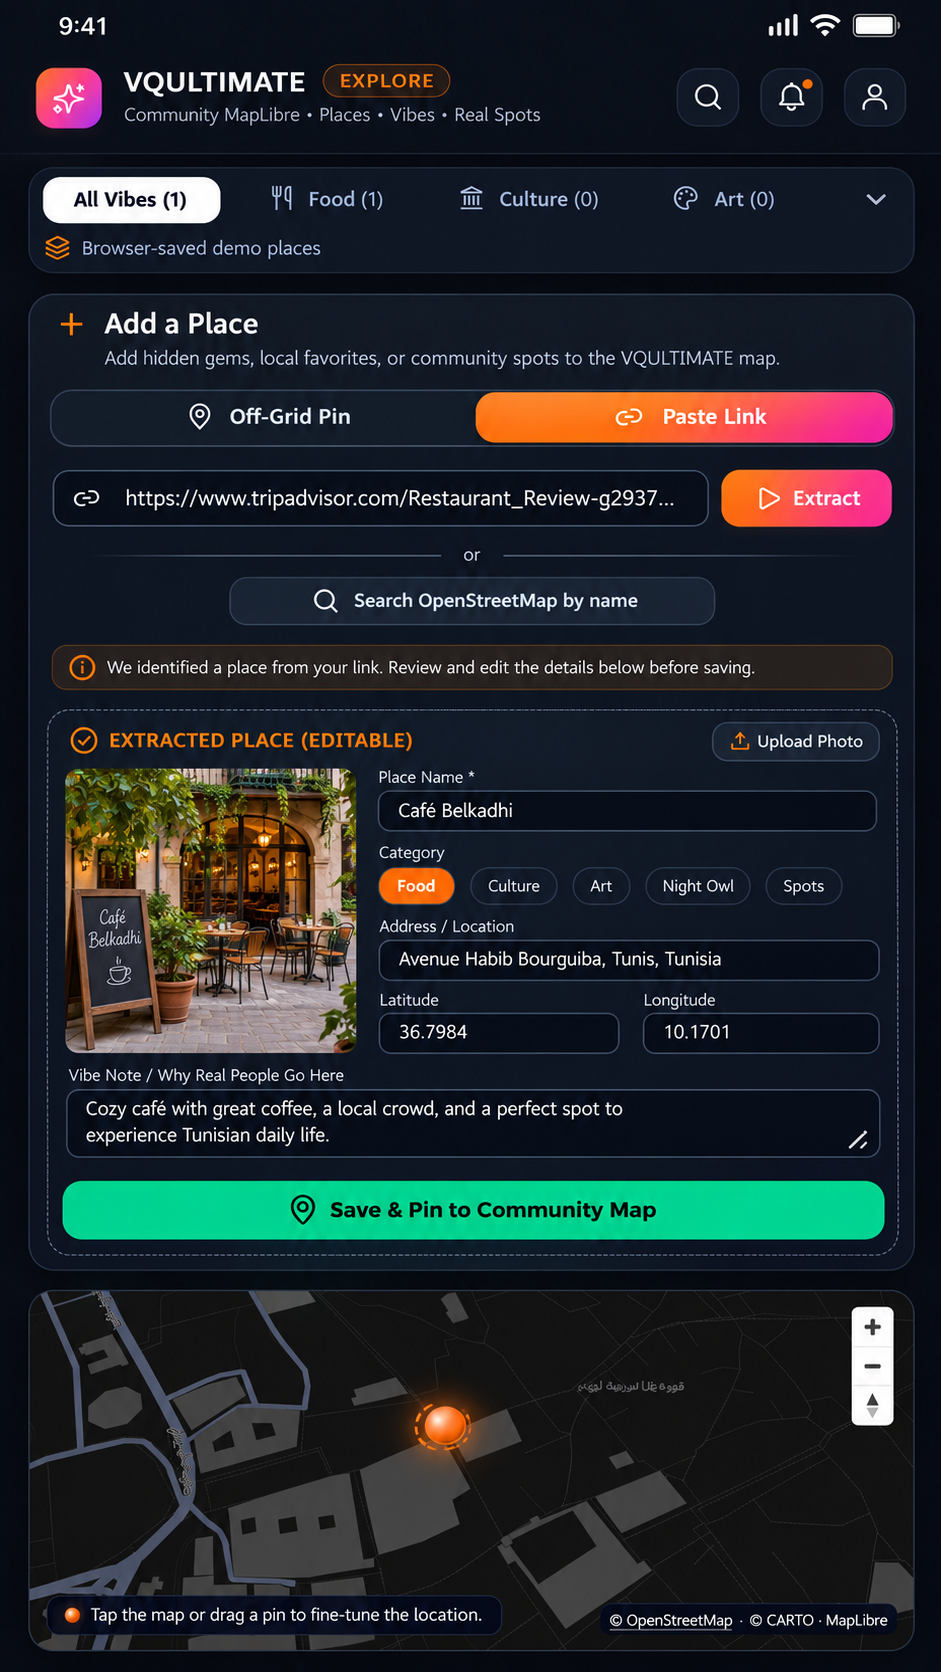 9:41
VQULTIMATE EXPLORE
Community MapLibre • Places • Vibes • Real Spots
All Vibes (1) Food (1) Culture (0) Art (0)
Browser-saved demo places
Add a Place
Add hidden gems, local favorites, or community spots to the VQULTIMATE map.
Off-Grid Pin Paste Link
https://www.tripadvisor.com/Restaurant_Review-g2937... Extract
or
Search OpenStreetMap by name
We identified a place from your link. Review and edit the details below before saving.
EXTRACTED PLACE (EDITABLE) Upload Photo
Café
Belkadhi
Place Name *
Café Belkadhi
Category
Food Culture Art Night Owl Spots
Address / Location
Avenue Habib Bourguiba, Tunis, Tunisia
Latitude Longitude
36.7984 10.1701
Vibe Note / Why Real People Go Here
Cozy café with great coffee, a local crowd, and a perfect spot to
experience Tunisian daily life.
Save & Pin to Community Map
Tap the map or drag a pin to fine-tune the location.
© OpenStreetMap · © CARTO · MapLibre